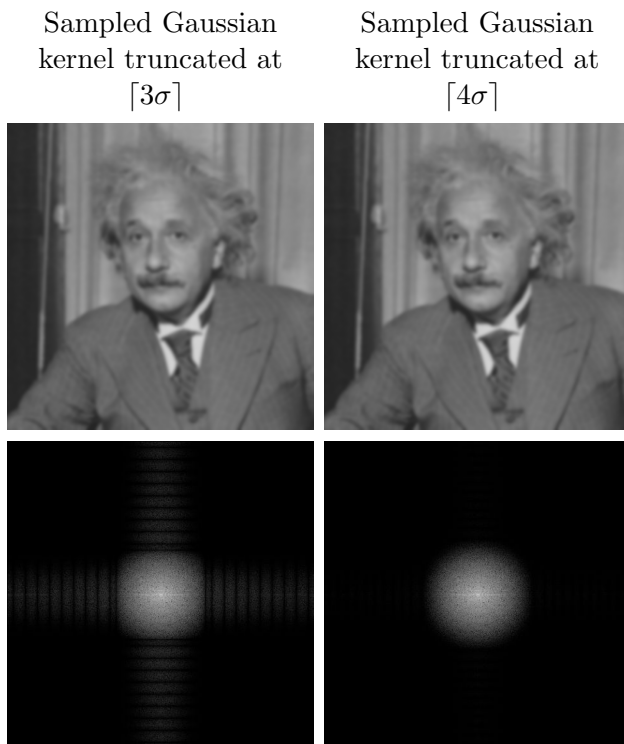 Sampled Gaussian
kernel truncated at
⌈3σ⌉
Sampled Gaussian
kernel truncated at
⌈4σ⌉